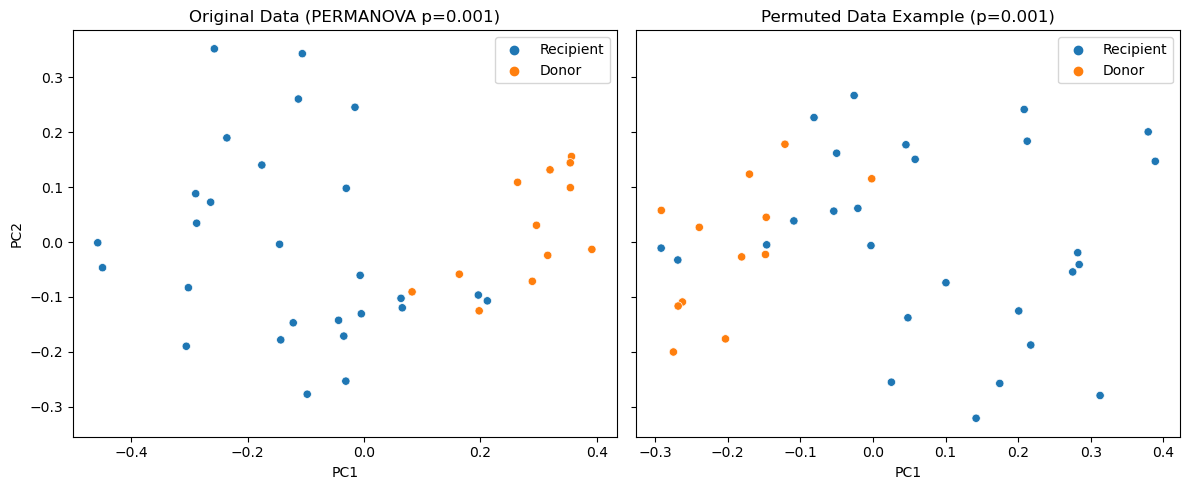 Original Data (PERMANOVA p=0.001)
Recipient
Donor
PC2
0.3
0.2
0.1
0.0
−0.1
−0.2
−0.3
−0.4
−0.2
0.0
0.2
0.4
PC1
Permuted Data Example (p=0.001)
Recipient
Donor
−0.3
−0.2
−0.1
0.0
0.1
0.2
0.3
0.4
PC1